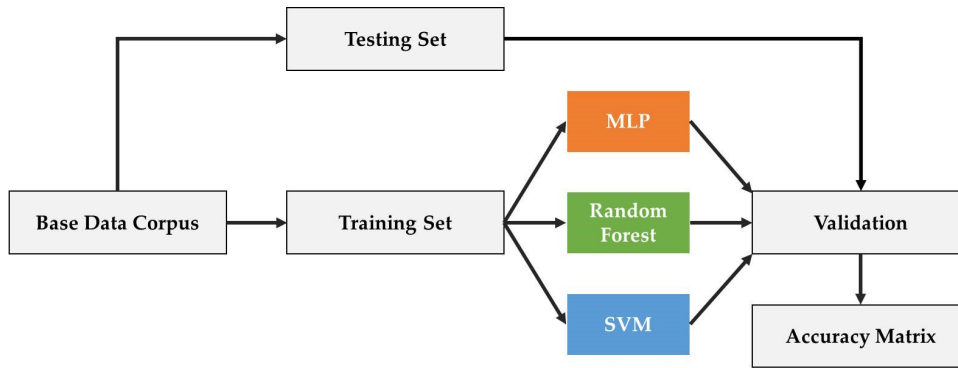 Testing Set
MLP
Base Data Corpus
Training Set
Random
Forest
Validation
SVM
Accuracy Matrix